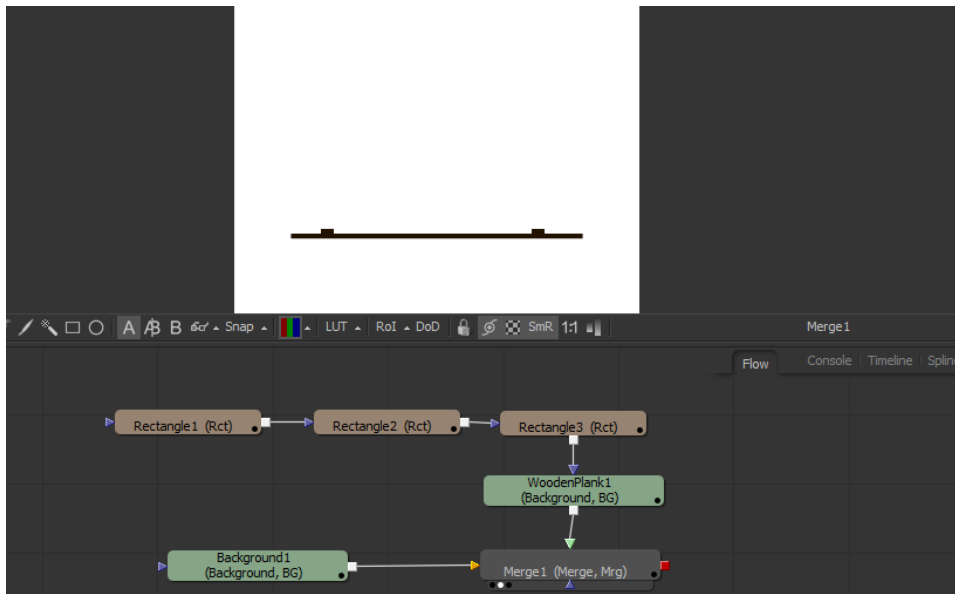 A B B Snap LUT RoI DoD SmR 1:1 Merge1
Flow Console Timeline
Rectangle1 (Rct) Rectangle2 (Rct) Rectangle3 (Rct)
WoodenPlank1
(Background, BG)
Background1
(Background, BG)
Merge1 (Merge, Mrg)